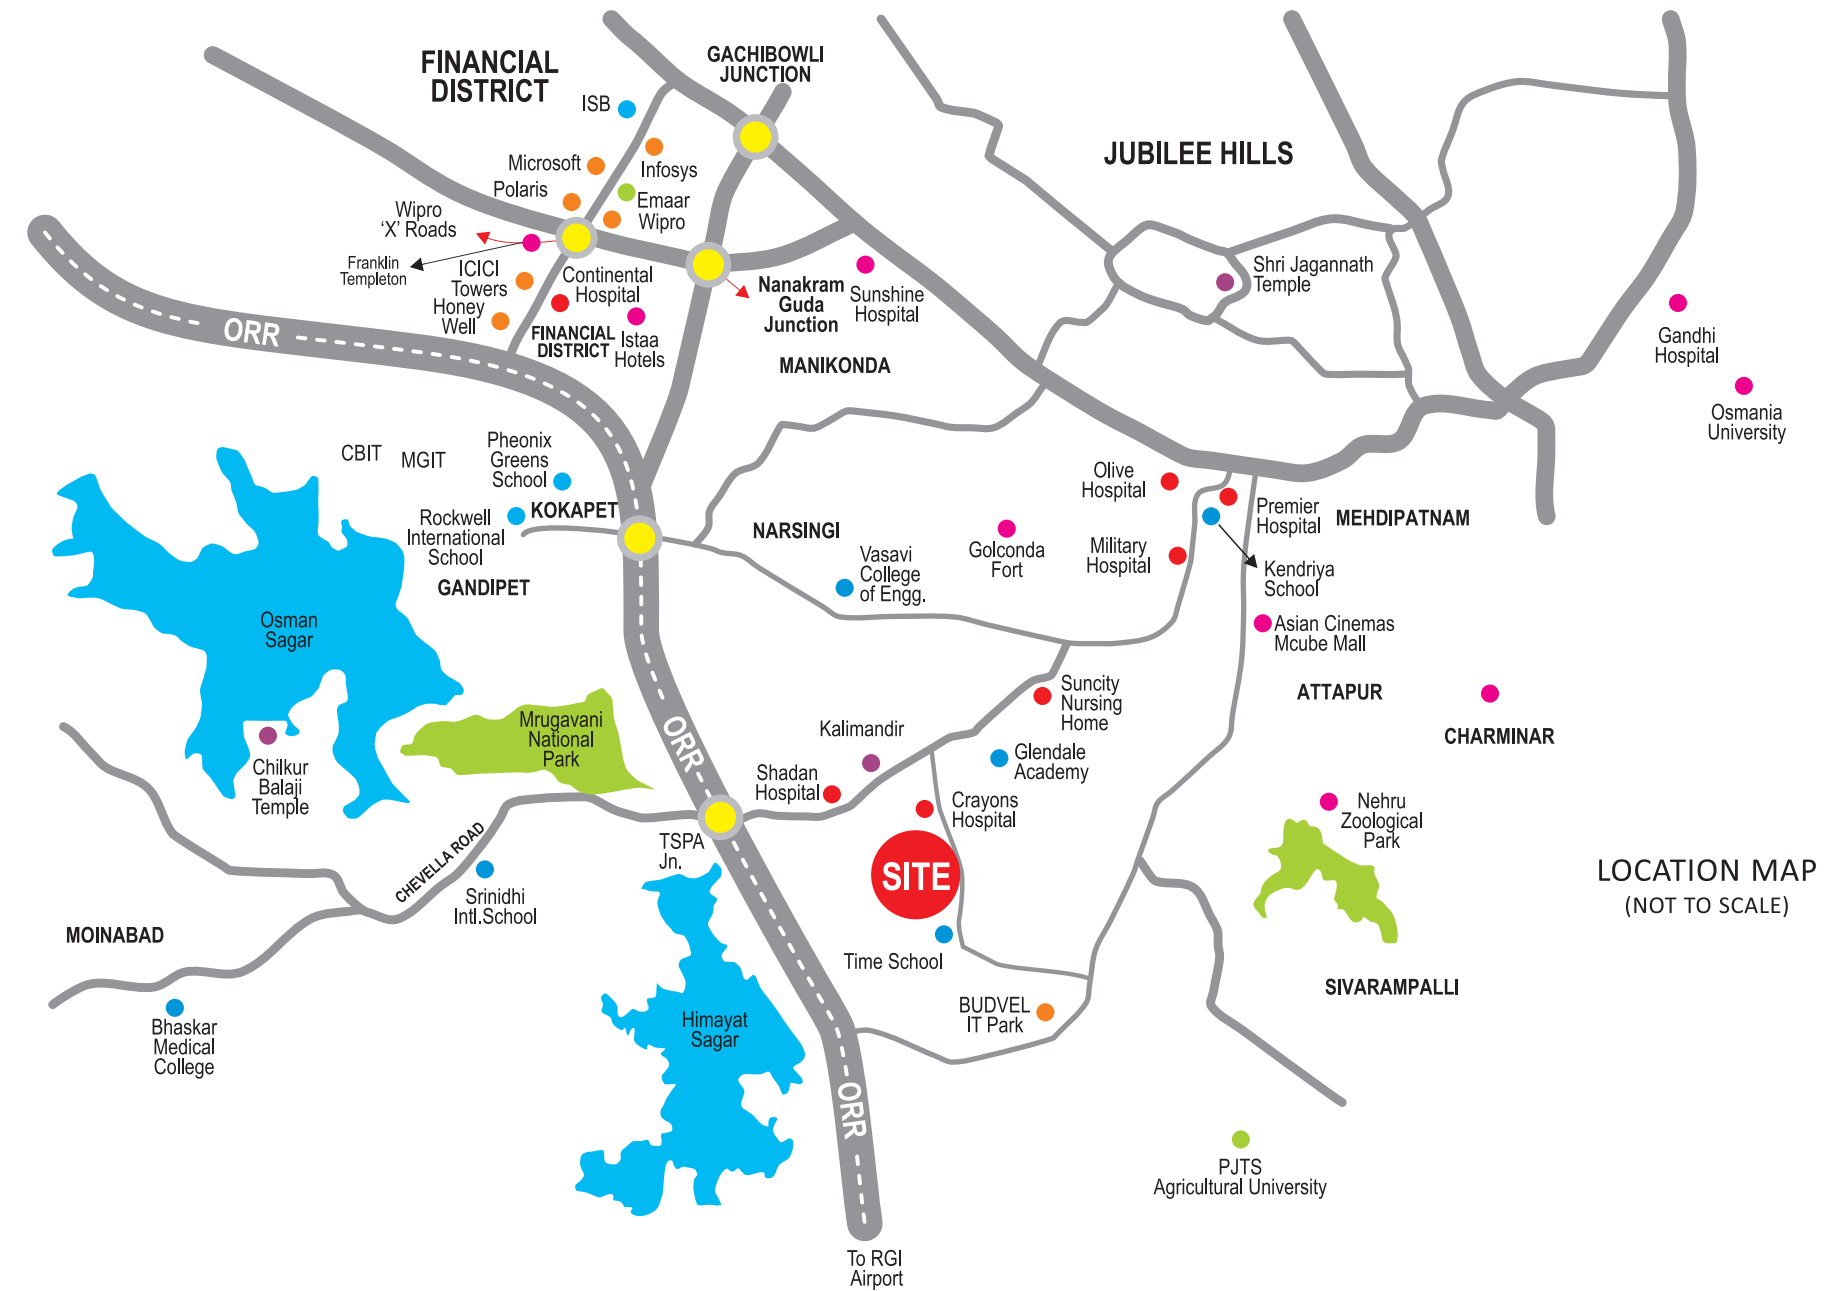 FINANCIAL
DISTRICT
GACHIBOWLI
JUNCTION
ISB
Microsoft
Infosys
Polaris
Emaar
Wipro
Wipro
‘X’ Roads
Franklin
Templeton
ICICI
Towers
Honey
Well
Continental
Hospital
FINANCIAL
DISTRICT
Istaa
Hotels
Nanakram
Guda
Junction
Sunshine
Hospital
MANIKONDA
JUBILEE HILLS
Shri Jagannath
Temple
Gandhi
Hospital
Osmania
University
ORR
CBIT
MGIT
Pheonix
Greens
School
KOKAPET
Rockwell
International
School
GANDIPET
NARSINGI
Vasavi
College
of Engg.
Golconda
Fort
Olive
Hospital
Military
Hospital
Premier
Hospital
MEHDIPATNAM
Kendriya
School
Asian Cinemas
Mcube Mall
ATTAPUR
CHARMINAR
Osman
Sagar
Chilkur
Balaji
Temple
Mrugavani
National
Park
ORR
Kalimandir
Suncity
Nursing
Home
Glendale
Academy
Shadan
Hospital
Crayons
Hospital
Nehru
Zoological
Park
TSPA
Jn.
CHEVELLA ROAD
SITE
LOCATION MAP
(NOT TO SCALE)
Srinidhi
Intl.School
MOINABAD
Time School
SIVARAMPALLI
BUDVEL
IT Park
Himayat
Sagar
Bhaskar
Medical
College
ORR
PJTS
Agricultural University
To RGI
Airport